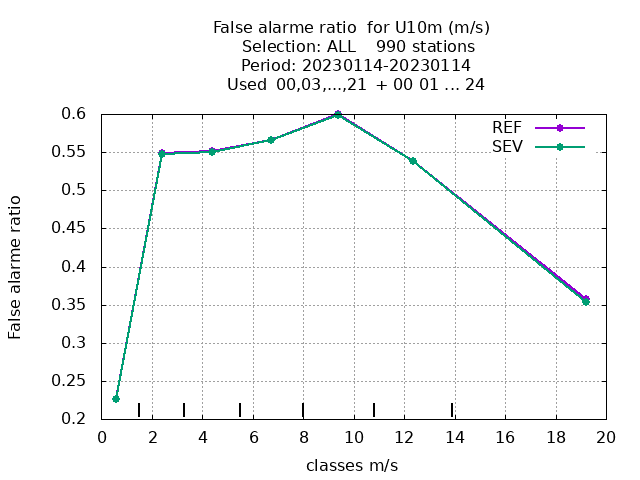 False alarme ratio  for U10m (m/s)
Selection: ALL    990 stations
Period: 20230114-20230114
Used  00,03,...,21  + 00 01 ... 24
REF
SEV
0.6
0.55
0.5
0.45
0.4
0.35
0.3
0.25
0.2
False alarme ratio
0 2 4 6 8 10 12 14 16 18 20
classes m/s